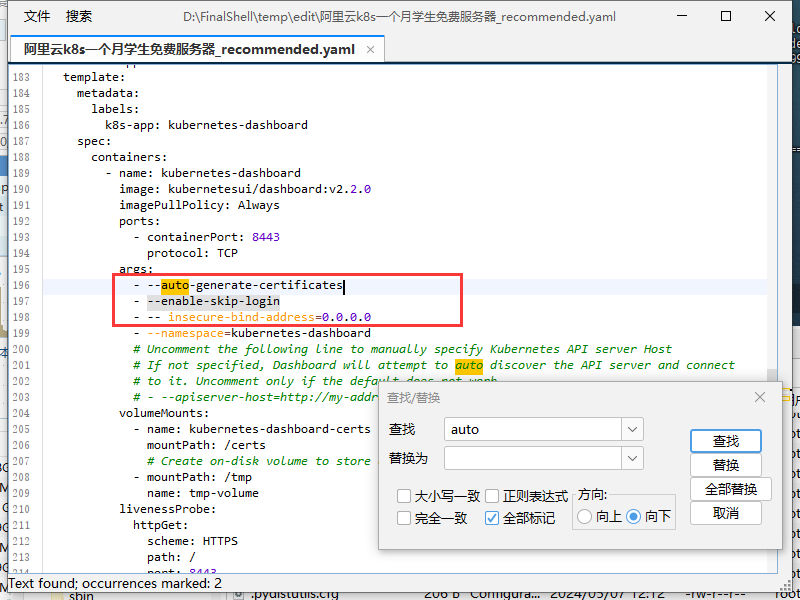 文件 搜索 D:\FinalShell\temp\edit\阿里云k8s一个月学生免费服务器_recommended.yaml
阿里云k8s一个月学生免费服务器_recommended.yaml
183 template:
184 metadata:
185 labels:
186 k8s-app: kubernetes-dashboard
187 spec:
188 containers:
189 - name: kubernetes-dashboard
190 image: kubernetesui/dashboard:v2.2.0
191 imagePullPolicy: Always
192 ports:
193 - containerPort: 8443
194 protocol: TCP
195 args:
196 - --auto-generate-certificates
197 - --enable-skip-login
198 - -- insecure-bind-address=0.0.0.0
199 - --namespace=kubernetes-dashboard
200 # Uncomment the following line to manually specify Kubernetes API server Host
201 # If not specified, Dashboard will attempt to auto discover the API server and connect
202 # to it. Uncomment only if the default does not work.
203 # - --apiserver-host=http://my-addr
204 volumeMounts:
205 - name: kubernetes-dashboard-certs
206 mountPath: /certs
207 # Create on-disk volume to store
208 - mountPath: /tmp
209 name: tmp-volume
210 livenessProbe:
211 httpGet:
212 scheme: HTTPS
213 path: /
214 port: 8443
查找/替换
查找 auto 查找
替换为 替换
全部替换
大小写一致 正则表达式 方向:
完全一致 全部标记 向上 向下 取消
Text found; occurrences marked: 2
sbin .pydistutils.cfg 206 b Configura... 2024/05/07 12:12 -rw-r--r-- root